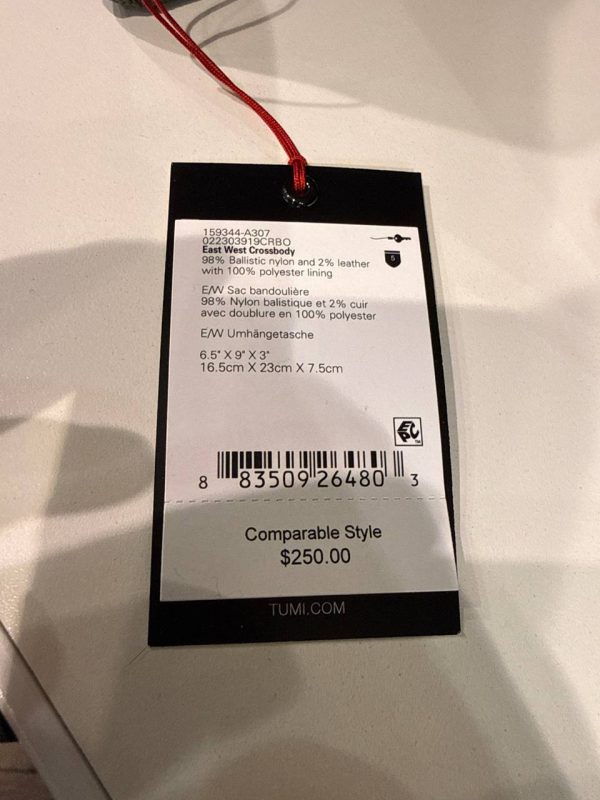 159344-A307
022303919CRBO
East West Crossbody
98% Ballistic nylon and 2% leather
with 100% polyester lining
E/W Sac bandoulière
98% Nylon balistique et 2% cuir
avec doublure en 100% polyester
E/W Umhängetasche
6.5" X 9" X 3"
16.5cm X 23cm X 7.5cm
5
EPC™
8 83509 26480 3
Comparable Style
$250.00
TUMI.COM